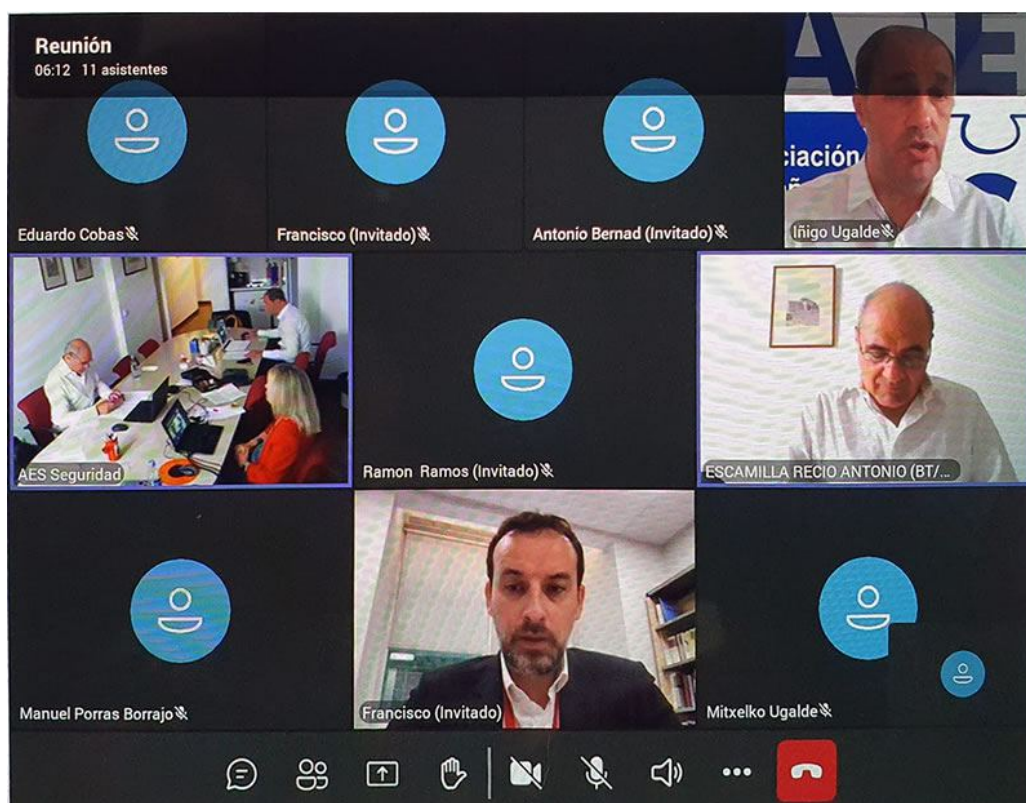 Reunión
06:12 11 asistentes
A E
ciación
Eduardo Cobas
Francisco (Invitado)
Antonio Bernad (Invitado)
Iñigo Ugalde
AES Seguridad
Ramon Ramos (Invitado)
ESCAMILLA RECIO ANTONIO (BT/...
Manuel Porras Borrajo
Francisco (Invitado)
Mitxelko Ugalde